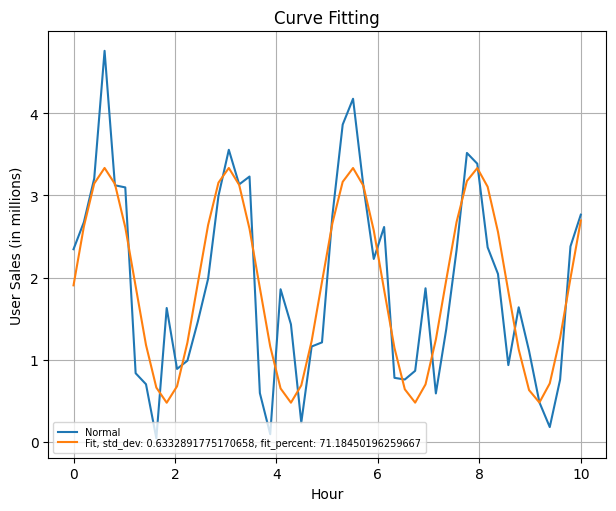 Curve Fitting
User Sales (in millions)
4
3
2
1
0
Normal
Fit, std_dev: 0.6332891775170658, fit_percent: 71.18450196259667
0 2 4 6 8 10
Hour